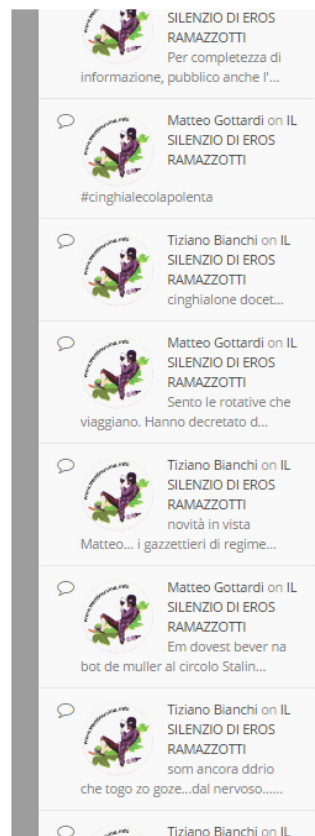 SILENZIO DI EROS
RAMAZZOTTI
Per completezza di
informazione, pubblico anche l'...
Matteo Gottardi on IL
SILENZIO DI EROS
RAMAZZOTTI
#cinghialecolapolenta
Tiziano Bianchi on IL
SILENZIO DI EROS
RAMAZZOTTI
cinghialone docet...
Matteo Gottardi on IL
SILENZIO DI EROS
RAMAZZOTTI
Sento le rotative che
viaggiano. Hanno decretato d...
Tiziano Bianchi on IL
SILENZIO DI EROS
RAMAZZOTTI
novità in vista
Matteo... i gazzettieri di regime...
Matteo Gottardi on IL
SILENZIO DI EROS
RAMAZZOTTI
Em dovest bever na
bot de muller al circolo Stalin...
Tiziano Bianchi on IL
SILENZIO DI EROS
RAMAZZOTTI
som ancora ddrio
che togo zo goze...dal nervoso......
Tiziano Bianchi on IL